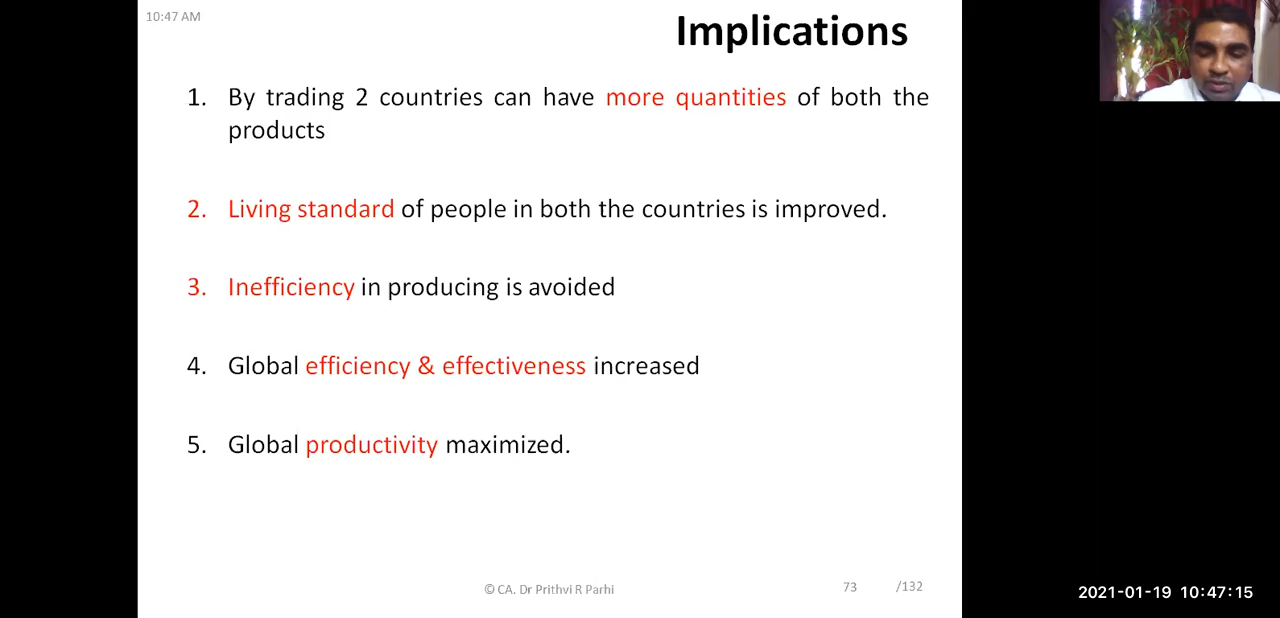 10:47 AM
Implications
1. By trading 2 countries can have more quantities of both the
products
2. Living standard of people in both the countries is improved.
3. Inefficiency in producing is avoided
4. Global efficiency & effectiveness increased
5. Global productivity maximized.
© CA. Dr Prithvi R Parhi
73 /132
2021-01-19 10:47:15